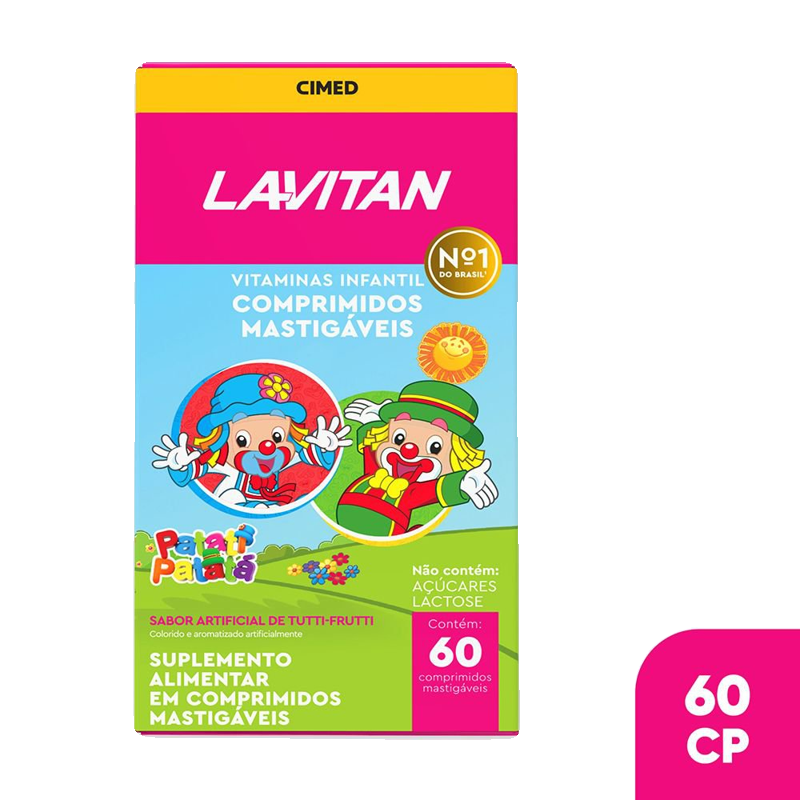 CIMED
LAVITAN
Nº1
DO BRASIL¹
VITAMINAS INFANTIL
COMPRIMIDOS
MASTIGÁVEIS
Patati
Patatá
Não contém:
AÇÚCARES
LACTOSE
SABOR ARTIFICIAL DE TUTTI-FRUTTI
Colorido e aromatizado artificialmente
SUPLEMENTO
ALIMENTAR
EM COMPRIMIDOS
MASTIGÁVEIS
Contém:
60
comprimidos
mastigáveis
60
CP